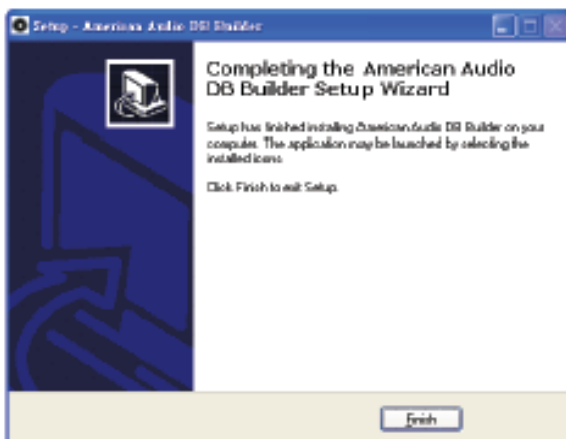 Setup - American Audio DB Builder
Completing the American Audio
DB Builder Setup Wizard
Setup has finished installing American Audio DB Builder on your
computer. The application may be launched by selecting the
installed icons.
Click Finish to exit Setup.
Finish